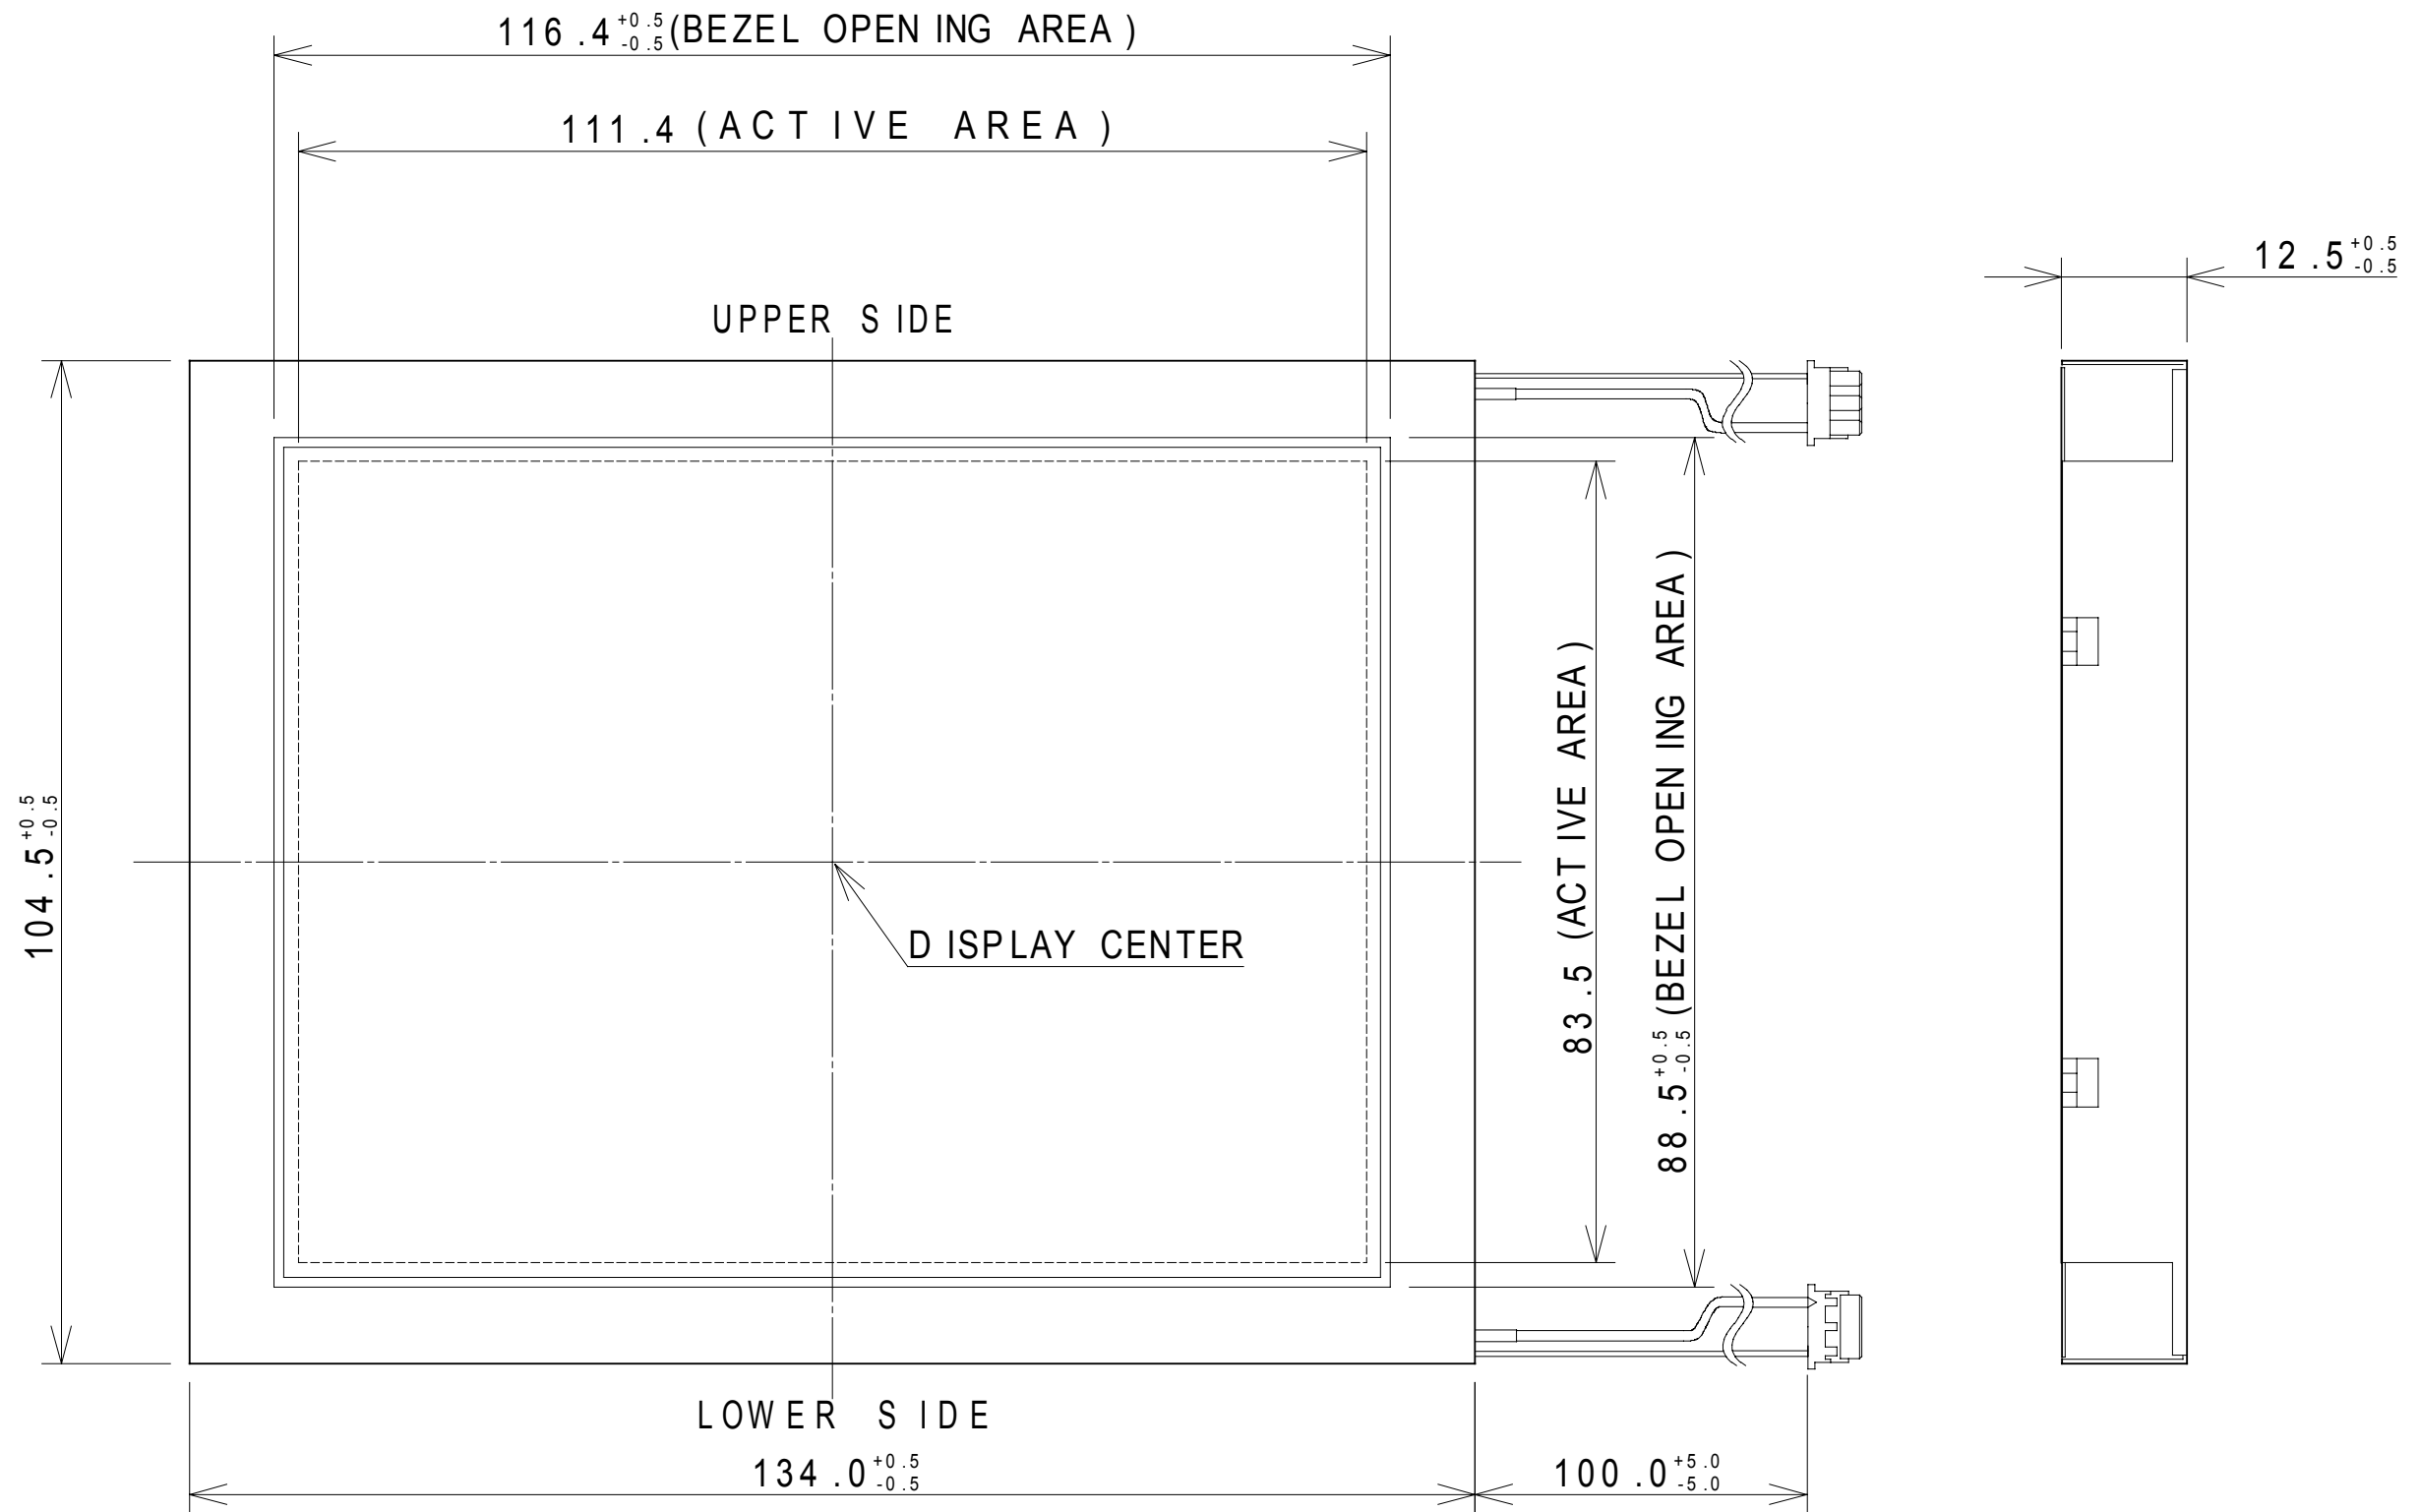 116.4 +0.5 -0.5 (BEZEL OPENING AREA)
111.4 (ACTIVE AREA)
12.5 +0.5 -0.5
UPPER SIDE
104.5 +0.5 -0.5
83.5 (ACTIVE AREA)
88.5 +0.5 -0.5 (BEZEL OPENING AREA)
DISPLAY CENTER
LOWER SIDE
134.0 +0.5 -0.5
100.0 +5.0 -5.0